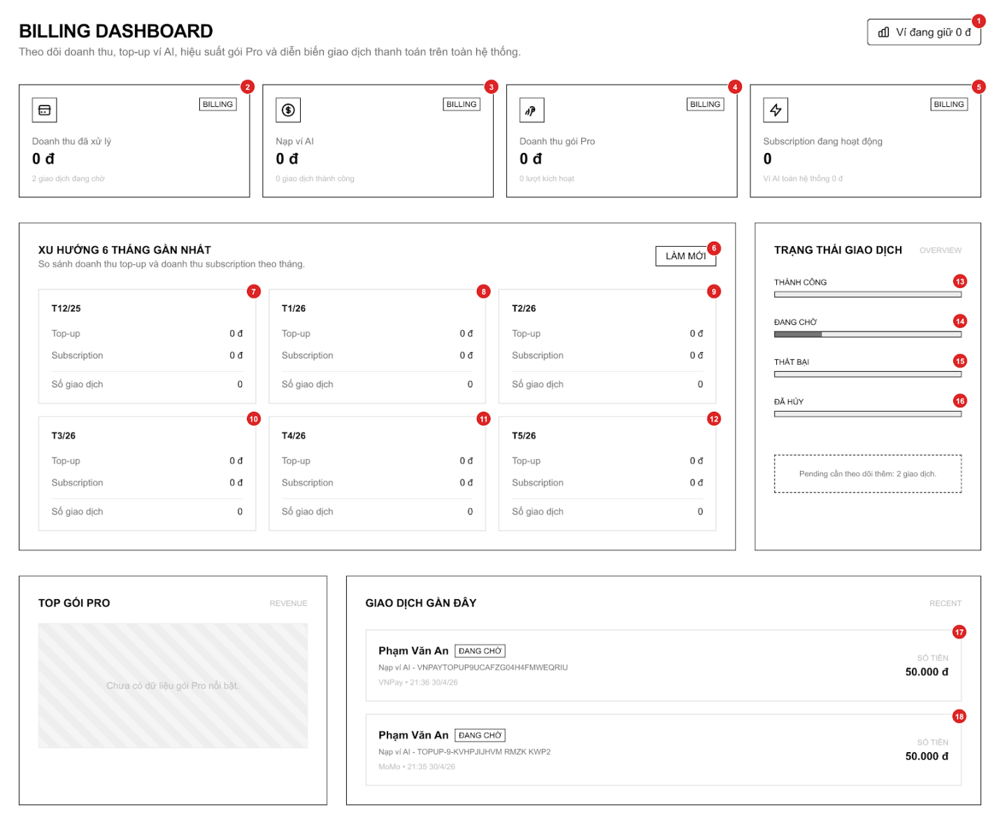 BILLING DASHBOARD
Theo dõi doanh thu, top-up ví AI, hiệu suất gói Pro và diễn biến giao dịch thanh toán trên toàn hệ thống.
Ví đang giữ 0 đ
1
2
BILLING
Doanh thu đã xử lý
0 đ
2 giao dịch đang chờ
3
BILLING
Nạp ví AI
0 đ
0 giao dịch thành công
4
BILLING
Doanh thu gói Pro
0 đ
0 lượt kích hoạt
5
BILLING
Subscription đang hoạt động
0
Ví AI toàn hệ thống 0 đ
XU HƯỚNG 6 THÁNG GẦN NHẤT
So sánh doanh thu top-up và doanh thu subscription theo tháng.
LÀM MỚI
6
7
T12/25
Top-up 0 đ
Subscription 0 đ
Số giao dịch 0
8
T1/26
Top-up 0 đ
Subscription 0 đ
Số giao dịch 0
9
T2/26
Top-up 0 đ
Subscription 0 đ
Số giao dịch 0
10
T3/26
Top-up 0 đ
Subscription 0 đ
Số giao dịch 0
11
T4/26
Top-up 0 đ
Subscription 0 đ
Số giao dịch 0
12
T5/26
Top-up 0 đ
Subscription 0 đ
Số giao dịch 0
TRẠNG THÁI GIAO DỊCH OVERVIEW
THÀNH CÔNG 13
ĐANG CHỜ 14
THẤT BẠI 15
ĐÃ HỦY 16
Pending cần theo dõi thêm: 2 giao dịch.
TOP GÓI PRO REVENUE
Chưa có dữ liệu gói Pro nổi bật.
GIAO DỊCH GẦN ĐÂY RECENT
17
Phạm Văn An ĐANG CHỜ
Nạp ví AI - VNPAYTOPUP9UCAFZG04H4FMWEQRIU
VNPay • 21:36 30/4/26
SỐ TIỀN
50.000 đ
18
Phạm Văn An ĐANG CHỜ
Nạp ví AI - TOPUP-9-KVHPJIJHVM RMZK KWP2
MoMo • 21:35 30/4/26
SỐ TIỀN
50.000 đ